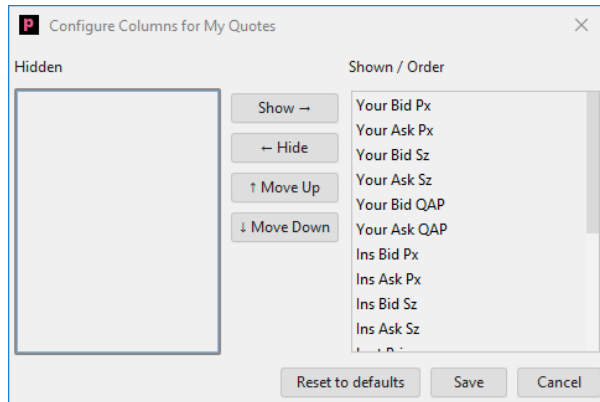 P Configure Columns for My Quotes
Hidden
Shown / Order
Show →
← Hide
↑ Move Up
↓ Move Down
Your Bid Px
Your Ask Px
Your Bid Sz
Your Ask Sz
Your Bid QAP
Your Ask QAP
Ins Bid Px
Ins Ask Px
Ins Bid Sz
Ins Ask Sz
Reset to defaults
Save
Cancel